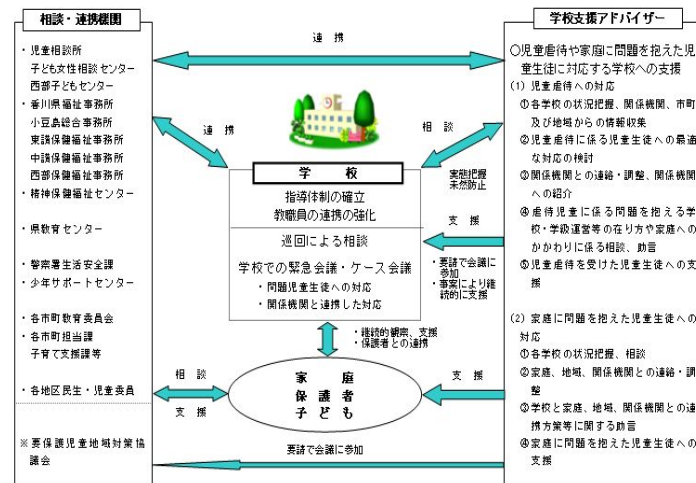 相談・連携機関
・児童相談所
子ども女性相談センター
西部子どもセンター
・香川県福祉事務所
小豆島総合事務所
東讃保健福祉事務所
中讃保健福祉事務所
西部保健福祉事務所
・精神保健福祉センター
・県教育センター
・警察署生活安全課
・少年サポートセンター
・各市町教育委員会
・各市町担当課
子育て支援課等
・各地区民生・児童委員
※要保護児童地域対策協
議会
連携
連携
相談
学校
指導体制の確立
教職員の連携の強化
巡回による相談
学校での緊急会議・ケース会議
・問題児童生徒への対応
・関係機関と連携した対応
実態把握
未然防止
支援
・要請で会議に
参加
・事案により継
続的に支援
・継続的観察、支援
・保護者との連携
相談
支援
家庭
保護者
子ども
支援
要請で会議に参加
学校支援アドバイザー
○児童虐待や家庭に問題を抱えた児
童生徒に対応する学校への支援
(1) 児童虐待への対応
①各学校の状況把握、関係機関、市町
及び地域からの情報収集
②児童虐待に係る児童生徒への最適
な対応の検討
③関係機関との連絡・調整、関係機関
への紹介
④虐待児童に係る問題を抱える学
校・学級運営等の在り方や家庭への
かかわりに係る相談、助言
⑤児童虐待を受けた児童生徒への支
援
(2) 家庭に問題を抱えた児童生徒への
対応
①各学校の状況把握、相談
②家庭、地域、関係機関との連絡・調
整
③学校と家庭、地域、関係機関との連
携方策等に関する助言
④家庭に問題を抱えた児童生徒への
支援